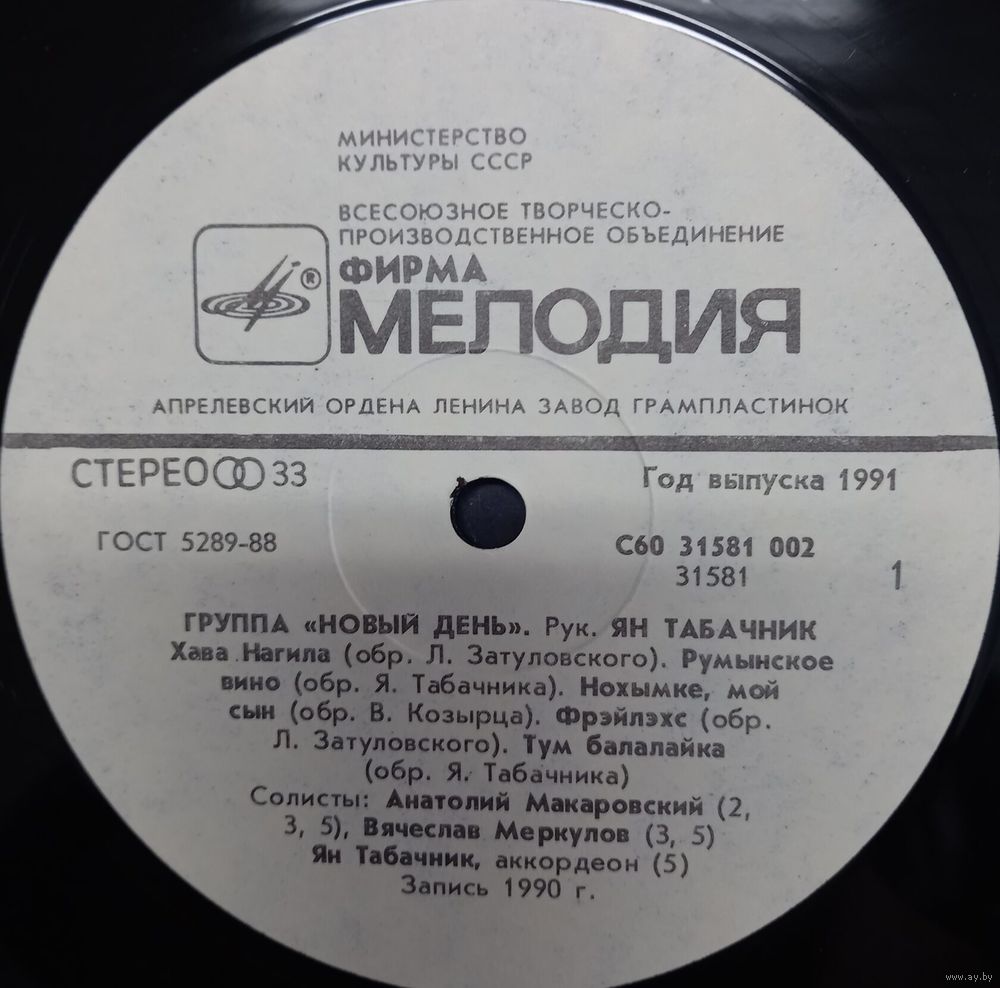 МИНИСТЕРСТВО
КУЛЬТУРЫ СССР
ВСЕСОЮЗНОЕ ТВОРЧЕСКО-
ПРОИЗВОДСТВЕННОЕ ОБЪЕДИНЕНИЕ
®
ФИРМА
МЕЛОДИЯ
АПРЕЛЕВСКИЙ ОРДЕНА ЛЕНИНА ЗАВОД ГРАМПЛАСТИНОК
СТЕРЕО 33
Год выпуска 1991
ГОСТ 5289-88
С60 31581 002
31581
1
ГРУППА «НОВЫЙ ДЕНЬ». Рук. ЯН ТАБАЧНИК
Хава Нагила (обр. Л. Затуловского). Румынское
вино (обр. Я. Табачника). Нохымке, мой
сын (обр. В. Козырца). Фрэйлэхс (обр.
Л. Затуловского). Тум балалайка
(обр. Я. Табачника)
Солисты: Анатолий Макаровский (2,
3, 5), Вячеслав Меркулов (3, 5)
Ян Табачник, аккордеон (5)
Запись 1990 г.
www.ay.by